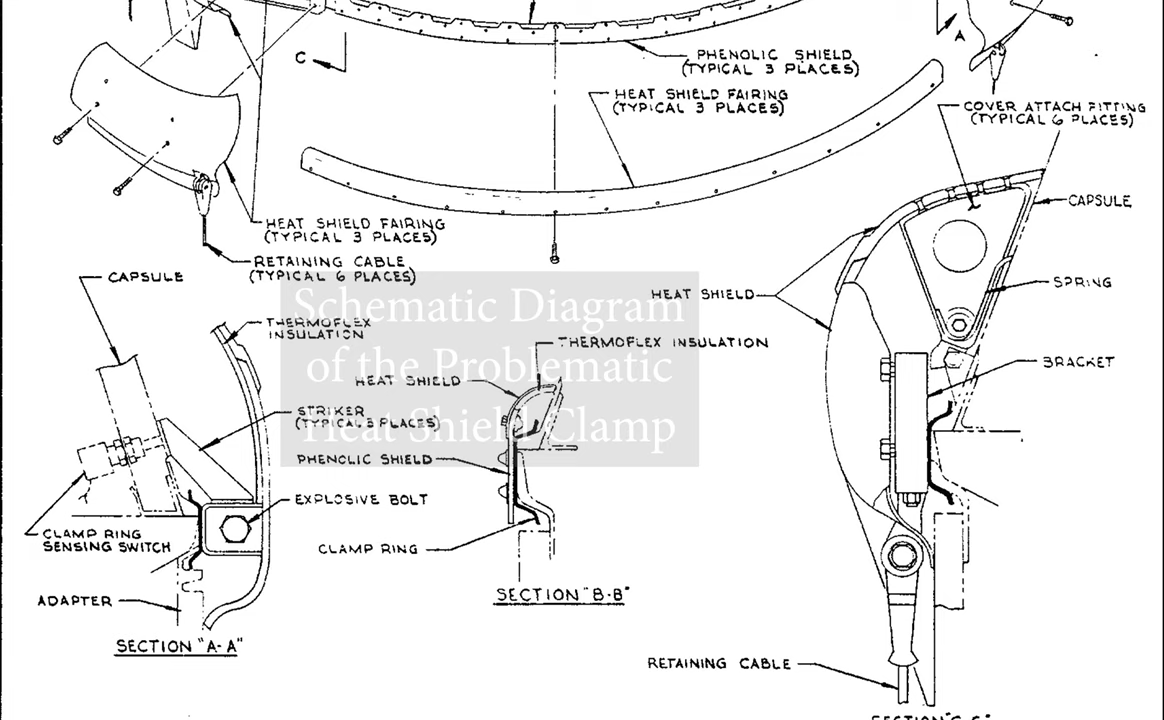 C
A
PHENOLIC SHIELD
(TYPICAL 3 PLACES)
HEAT SHIELD FAIRING
(TYPICAL 3 PLACES)
COVER ATTACH FITTING
(TYPICAL 6 PLACES)
CAPSULE
HEAT SHIELD FAIRING
(TYPICAL 3 PLACES)
RETAINING CABLE
(TYPICAL 6 PLACES)
CAPSULE
SPRING
HEAT SHIELD
Schematic Diagram
of the Problematic
Heat Shield Clamp
THERMOFLEX
INSULATION
THERMOFLEX INSULATION
BRACKET
HEAT SHIELD
STRIKER
(TYPICAL 3 PLACES)
PHENOLIC SHIELD
EXPLOSIVE BOLT
CLAMP RING
SENSING SWITCH
CLAMP RING
ADAPTER
SECTION "B-B"
SECTION "A-A"
RETAINING CABLE
SECTION "C-C"